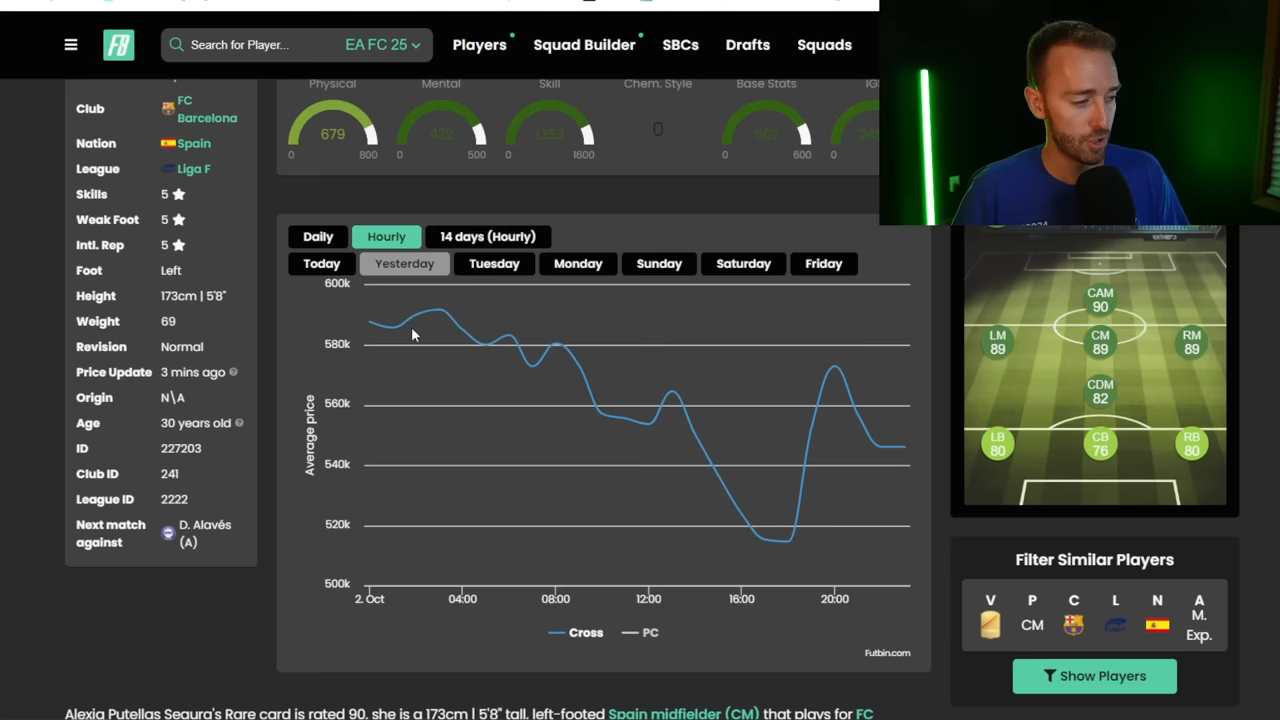 F8
Search for Player...
EA FC 25
Players
Squad Builder
SBCs
Drafts
Squads
Club
FC
Barcelona
Nation
Spain
League
Liga F
Skills
5
Weak Foot
5
Intl. Rep
5
Foot
Left
Height
173cm | 5'8"
Weight
69
Revision
Normal
Price Update
3 mins ago
Origin
N\A
Age
30 years old
ID
227203
Club ID
241
League ID
2222
Next match
against
D. Alavés
(A)
Physical
Mental
Skill
Chem. Style
Base Stats
679
422
1353
0
502
0
800
0
500
0
1600
0
600
0
Daily
Hourly
14 days (Hourly)
Today
Yesterday
Tuesday
Monday
Sunday
Saturday
Friday
Average price
600k
580k
560k
540k
520k
500k
2. Oct
04:00
08:00
12:00
16:00
20:00
Cross
PC
Futbin.com
CAM
90
LM
89
CM
89
RM
89
CDM
82
LB
80
CB
76
RB
80
Filter Similar Players
V
P
C
L
N
A
CM
M.
Exp.
Show Players
Alexia Putellas Segura's Rare card is rated 90, she is a 173cm | 5'8" tall, left-footed Spain midfielder (CM) that plays for FC